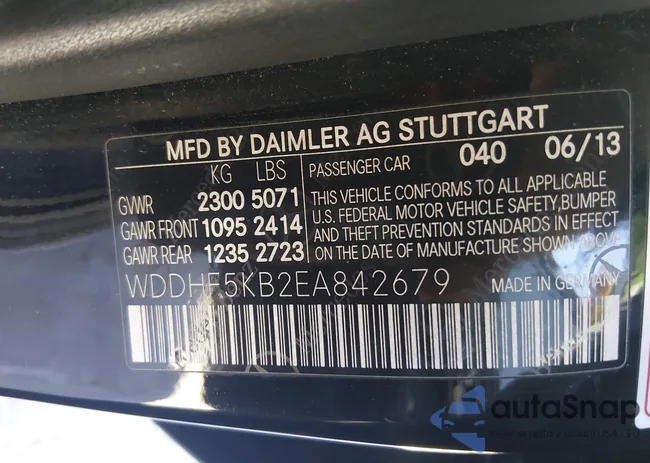 MFD BY DAIMLER AG STUTTGART
KG LBS
PASSENGER CAR 040 06/13
GVWR 2300 5071
GAWR FRONT 1095 2414
GAWR REAR 1235 2723
THIS VEHICLE CONFORMS TO ALL APPLICABLE
U.S. FEDERAL MOTOR VEHICLE SAFETY, BUMPER
AND THEFT PREVENTION STANDARDS IN EFFECT
ON THE DATE OF MANUFACTURE SHOWN ABOVE
WDDHF5KB2EA842679
MADE IN GERMANY
autaSnap